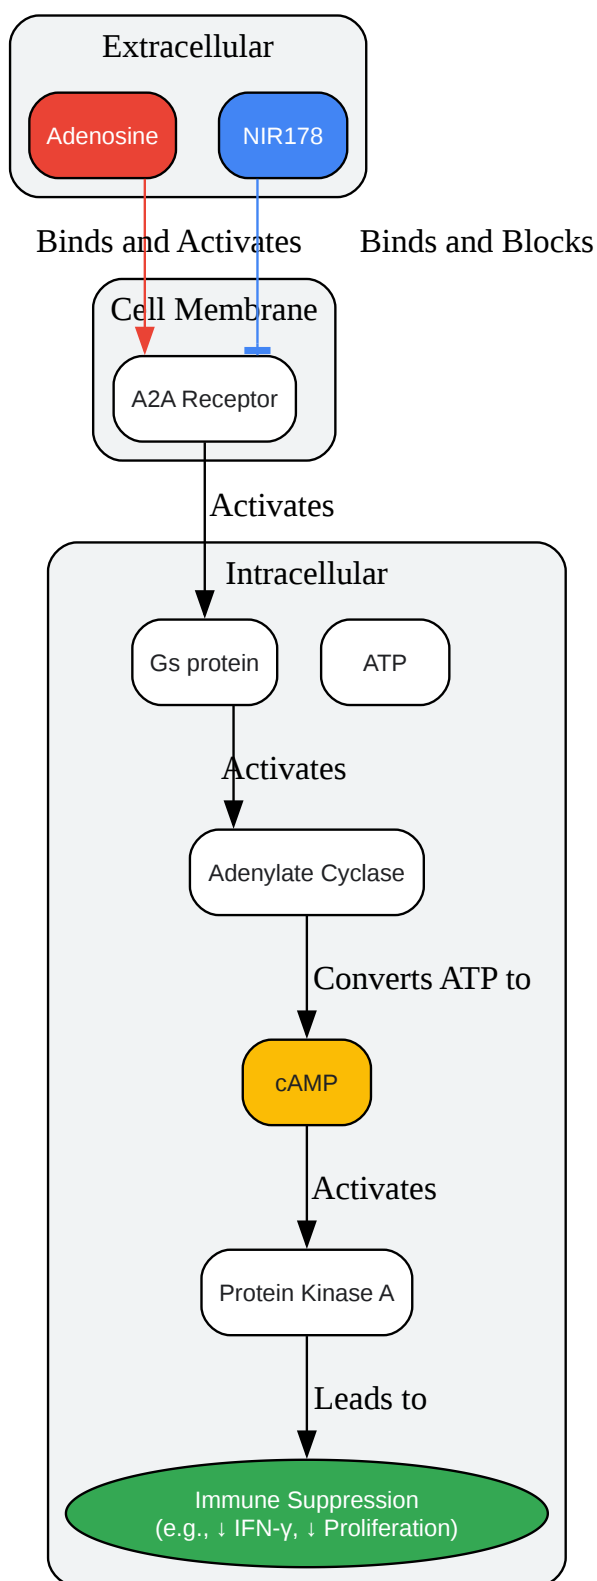 Extracellular
Adenosine
NIR178
Binds and Activates
Binds and Blocks
Cell Membrane
A2A Receptor
Activates
Intracellular
Gs protein
ATP
Activates
Adenylate Cyclase
Converts ATP to
cAMP
Activates
Protein Kinase A
Leads to
Immune Suppression
(e.g., ↓ IFN-γ, ↓ Proliferation)